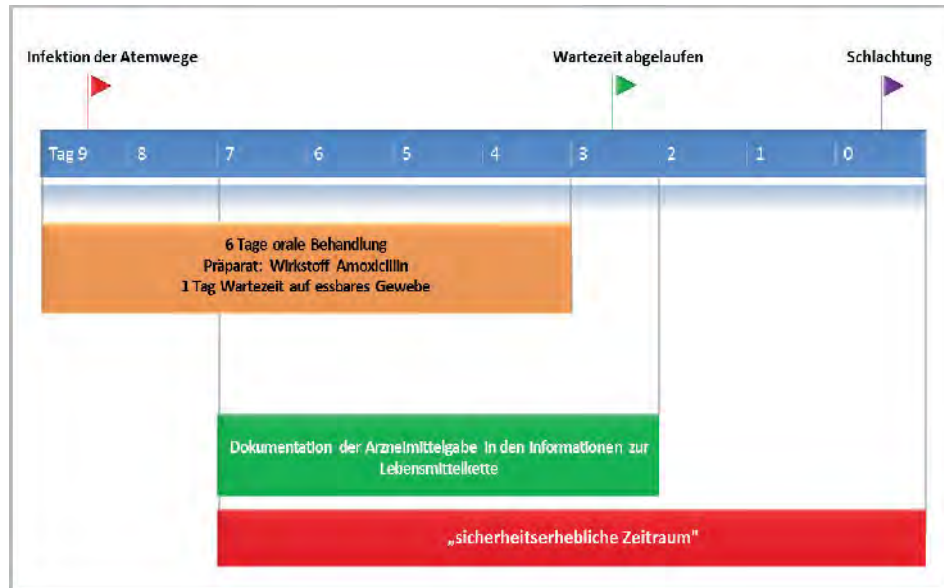 Infektion der Atemwege
Wartezeit abgelaufen
Schlachtung
Tag 9 8 7 6 5 4 3 2 1 0
6 Tage orale Behandlung
Präparat: Wirkstoff Amoxicillin
1 Tag Wartezeit auf essbares Gewebe
Dokumentation der Arzneimittelgabe in den Informationen zur
Lebensmittelkette
„sicherheitserhebliche Zeitraum"